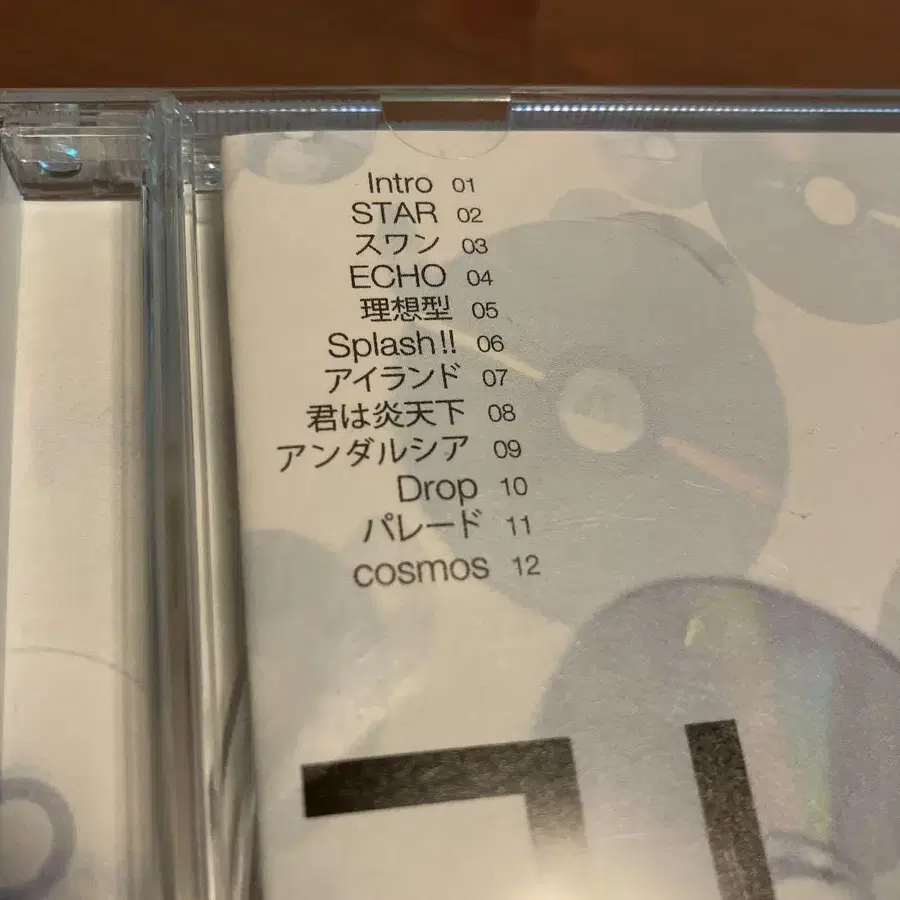 Intro 01
STAR 02
スワン 03
ECHO 04
理想型 05
Splash!! 06
アイランド 07
君は炎天下 08
アンダルシア 09
Drop 10
パレード 11
cosmos 12